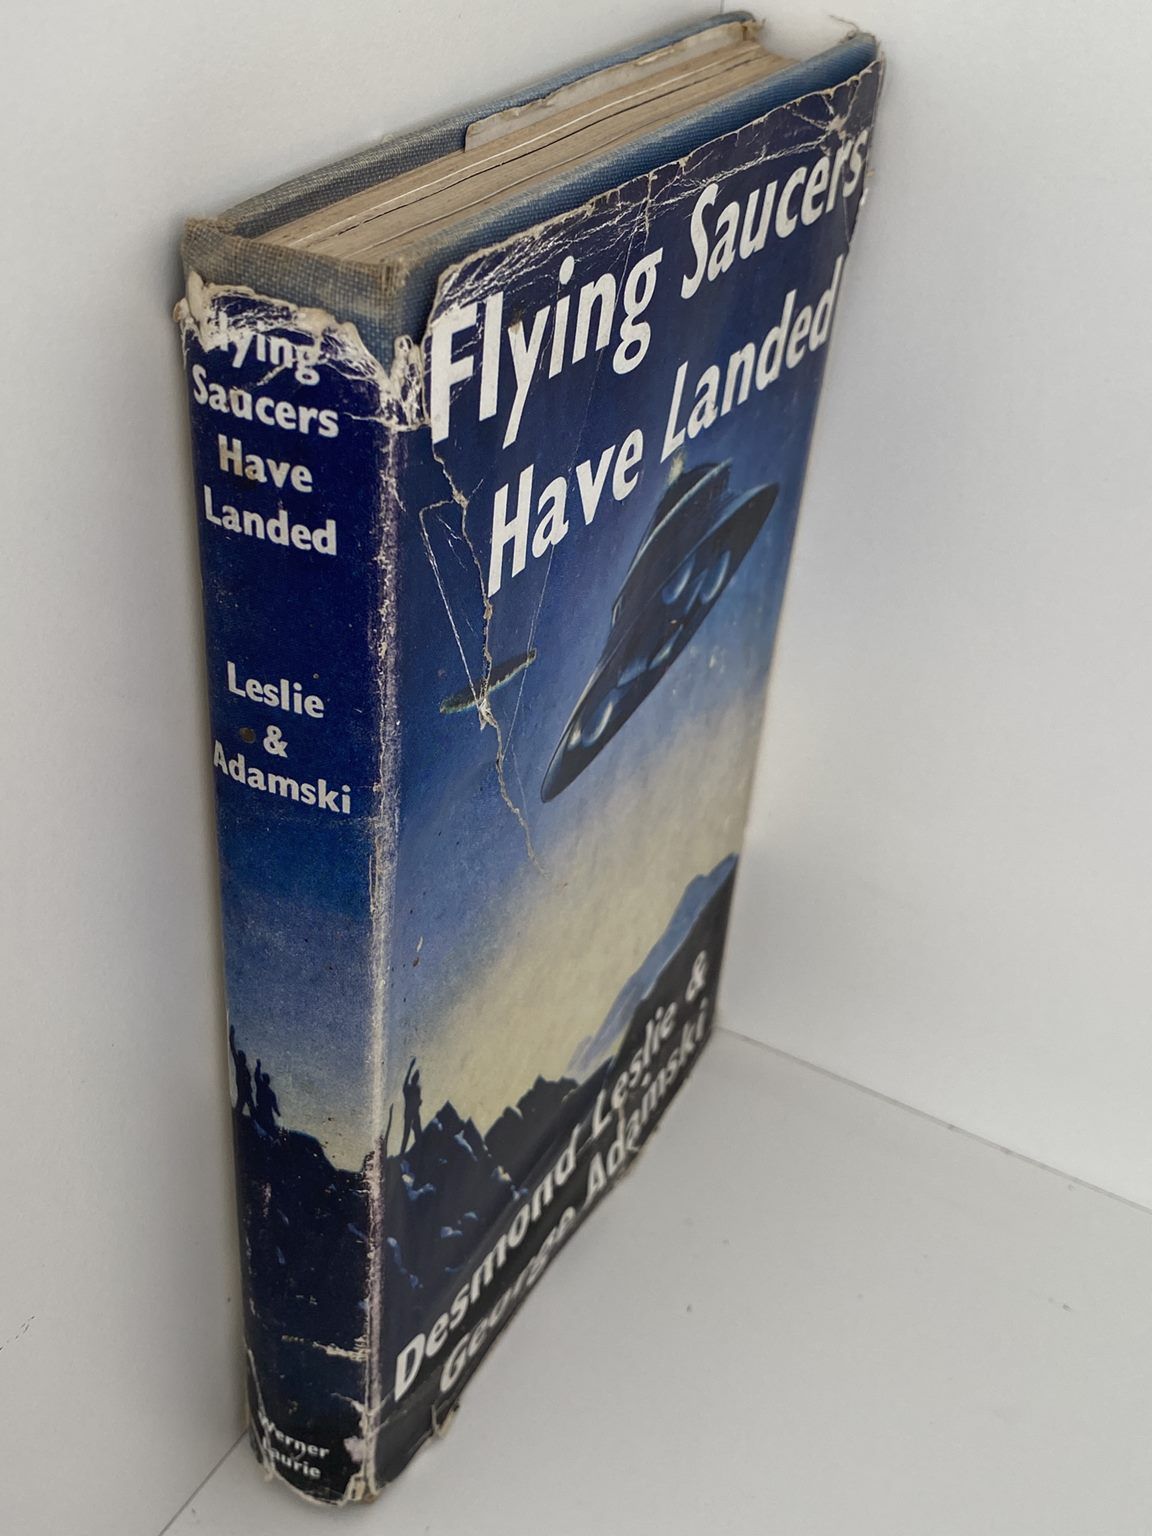 Flying
Saucers
Have
Landed
Leslie
&
Adamski
Werner
Laurie
Flying Saucers
Have Landed
Desmond Leslie &
George Adamski